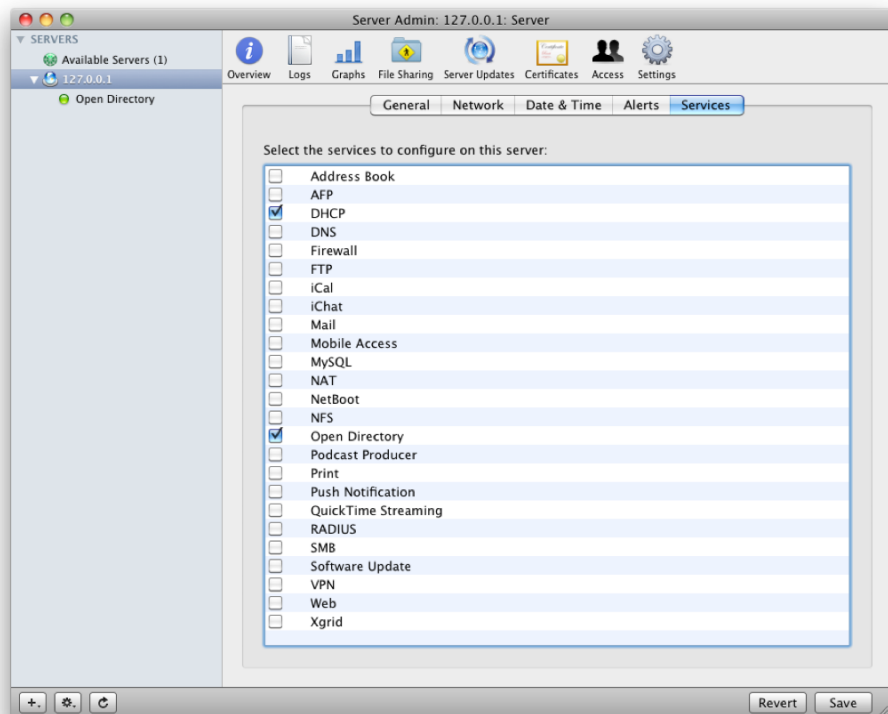 Server Admin: 127.0.0.1: Server
SERVERS
Available Servers (1)
127.0.0.1
Open Directory
Overview Logs Graphs File Sharing Server Updates Certificates Access Settings
General Network Date & Time Alerts Services
Select the services to configure on this server:
Address Book
AFP
DHCP
DNS
Firewall
FTP
iCal
iChat
Mail
Mobile Access
MySQL
NAT
NetBoot
NFS
Open Directory
Podcast Producer
Print
Push Notification
QuickTime Streaming
RADIUS
SMB
Software Update
VPN
Web
Xgrid
Revert Save